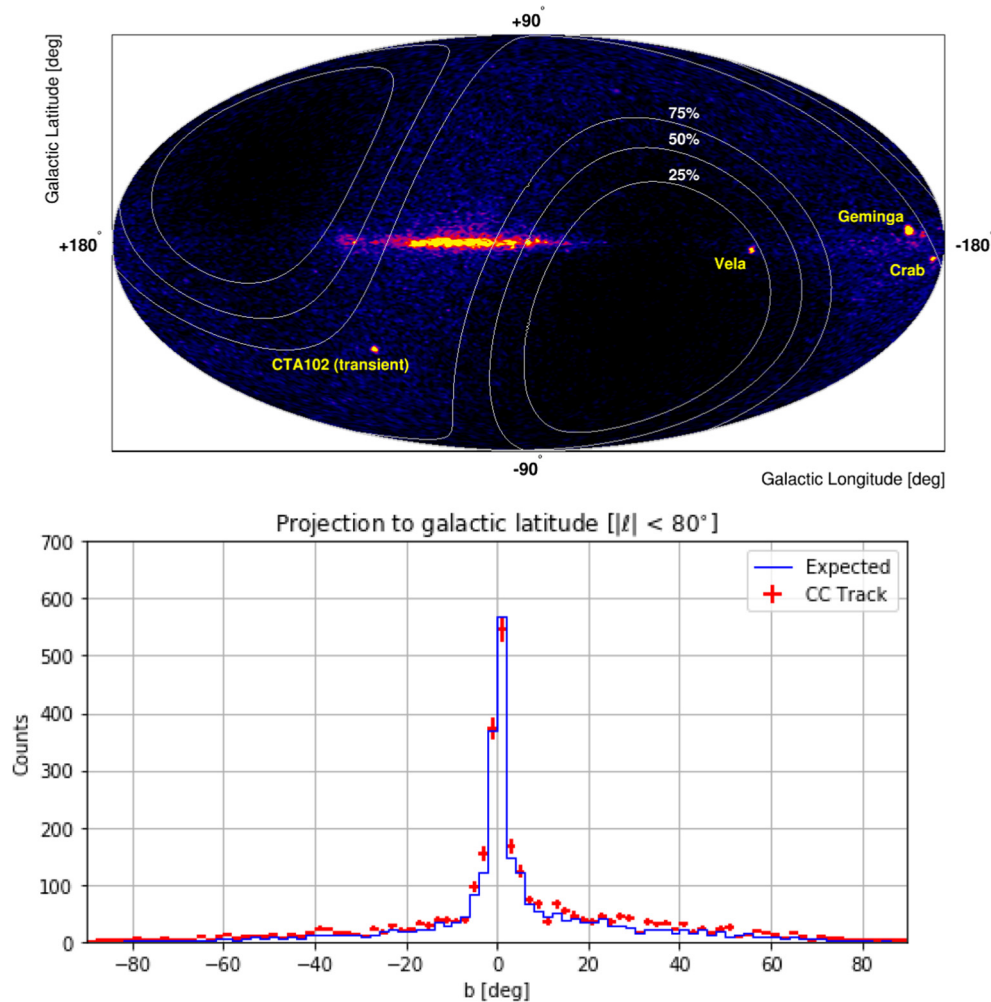 +90°
Galactic Latitude [deg]
75%
50%
25%
Geminga
+180°
-180°
Vela
Crab
CTA102 (transient)
-90°
Galactic Longitude [deg]
Projection to galactic latitude [|ℓ| < 80°]
700
Expected
CC Track
600
500
400
300
200
100
0
Counts
−80 −60 −40 −20 0 20 40 60 80
b [deg]